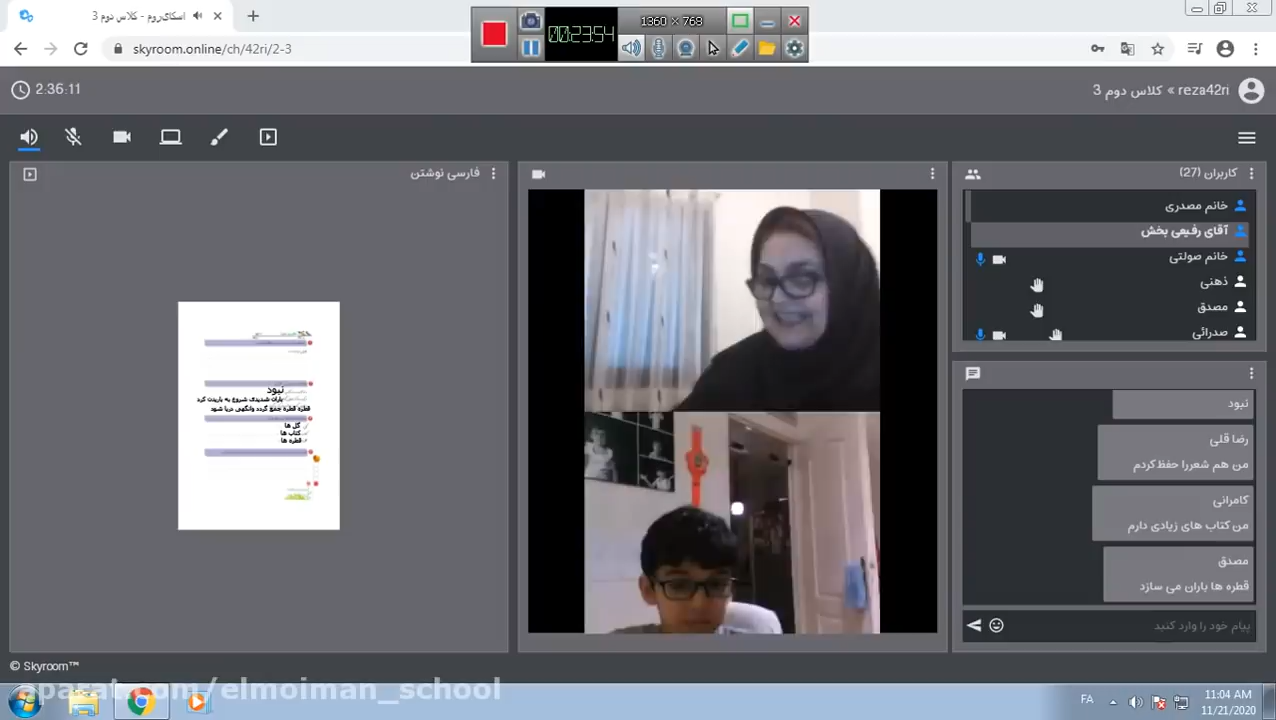 اسکای‌روم - کلاس دوم 3
00:23:54
1360 × 768
skyroom.online/ch/42ri/2-3
2:36:11
reza42ri » کلاس دوم 3
فارسی نوشتن
کاربران (27)
خانم مصدری
آقای رفیعی بخش
خانم صولتی
ذهنی
مصدق
صدرائی
نبود
باران شدیدی شروع به باریدن کرد
قطره قطره جمع گردد وانگهی دریا شود
گل ها
کتاب ها
قطره ها
نبود
رضا قلی
من هم شعررا حفظ‌کردم
کامرانی
من کتاب های زیادی دارم
مصدق
قطره ها باران می سازد
پیام خود را وارد کنید
© Skyroom™
aparat.com/elmoiman_school
FA
11:04 AM
11/21/2020